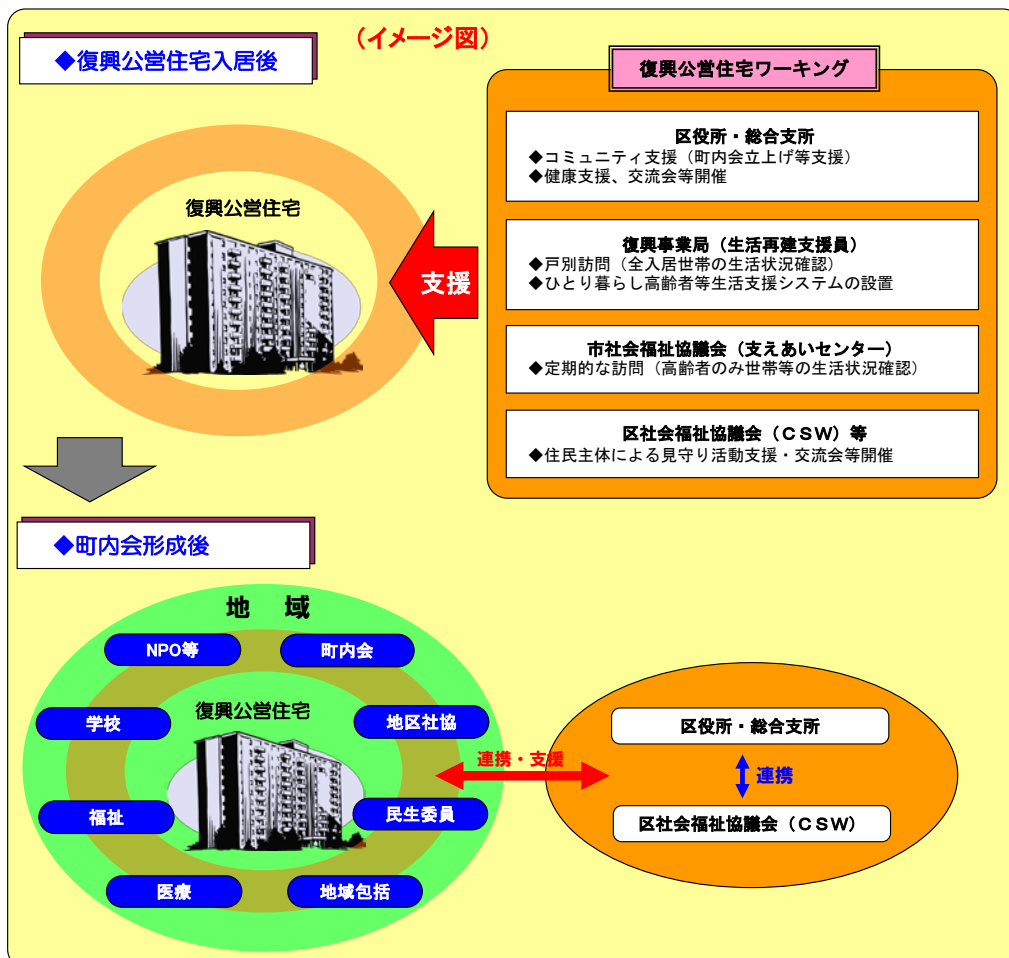 （イメージ図）
◆復興公営住宅入居後
復興公営住宅ワーキング
区役所・総合支所
◆コミュニティ支援（町内会立上げ等支援）
◆健康支援、交流会等開催
復興事業局（生活再建支援員）
◆戸別訪問（全入居世帯の生活状況確認）
◆ひとり暮らし高齢者等生活支援システムの設置
市社会福祉協議会（支えあいセンター）
◆定期的な訪問（高齢者のみ世帯等の生活状況確認）
区社会福祉協議会（ＣＳＷ）等
◆住民主体による見守り活動支援・交流会等開催
復興公営住宅
支援
◆町内会形成後
地　域
NPO等
町内会
学校
復興公営住宅
地区社協
福祉
民生委員
医療
地域包括
連携・支援
区役所・総合支所
連携
区社会福祉協議会（ＣＳＷ）